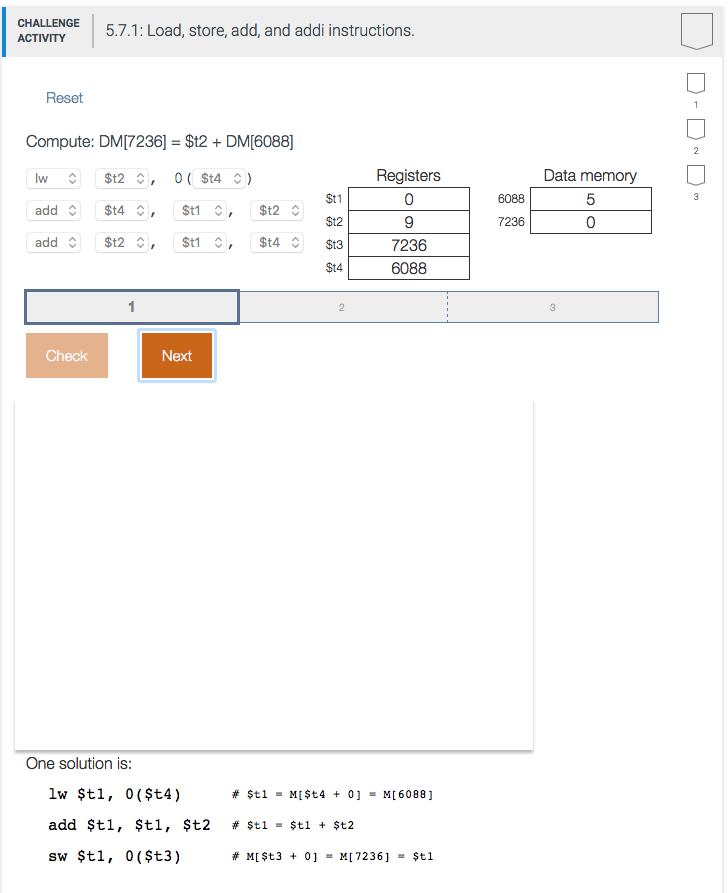 CHALLENGE ACTIVITY
5.7.1: Load, store, add, and addi instructions.
Reset
1
2
3
Compute: DM[7236] = $t2 + DM[6088]
lw $t2 , 0 ( $t4 )
add $t4 , $t1 , $t2
add $t2 , $t1 , $t4
Registers
$t1 0
$t2 9
$t3 7236
$t4 6088
Data memory
6088 5
7236 0
1 2 3
Check Next
One solution is:
lw $t1, 0($t4) # $t1 = M[$t4 + 0] = M[6088]
add $t1, $t1, $t2 # $t1 = $t1 + $t2
sw $t1, 0($t3) # M[$t3 + 0] = M[7236] = $t1